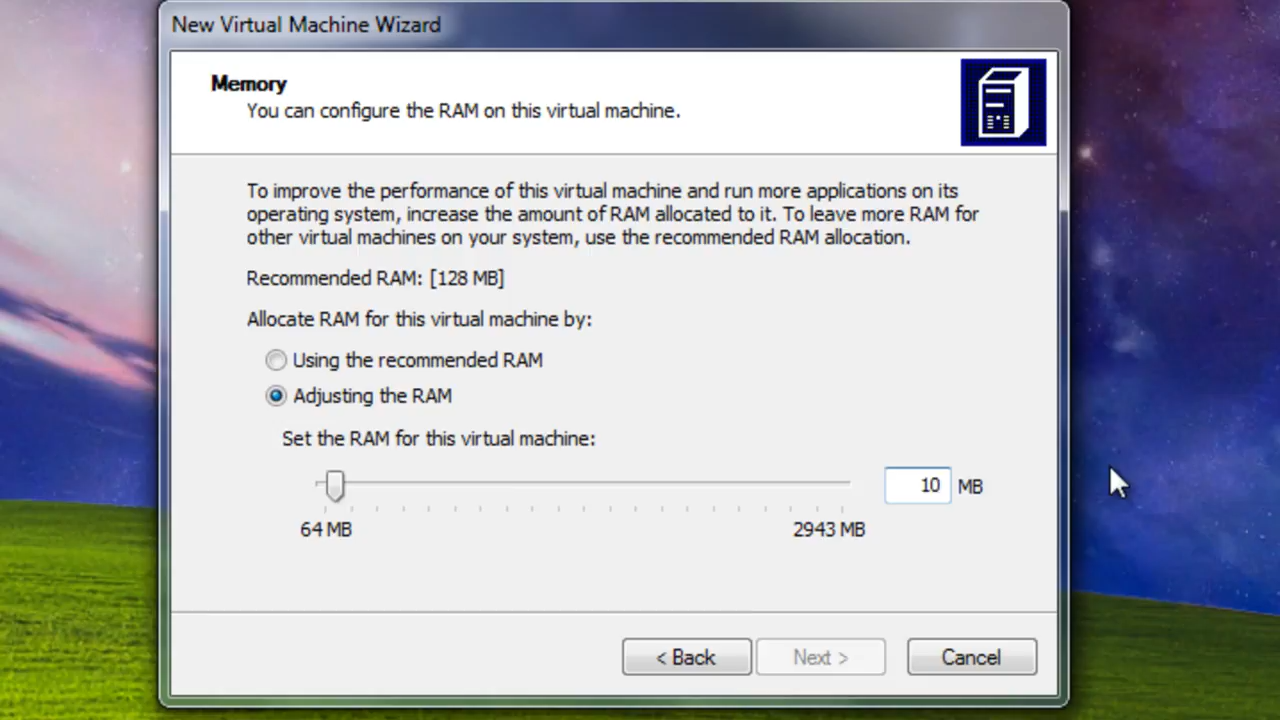 New Virtual Machine Wizard
Memory
You can configure the RAM on this virtual machine.
To improve the performance of this virtual machine and run more applications on its
operating system, increase the amount of RAM allocated to it. To leave more RAM for
other virtual machines on your system, use the recommended RAM allocation.
Recommended RAM: [128 MB]
Allocate RAM for this virtual machine by:
Using the recommended RAM
Adjusting the RAM
Set the RAM for this virtual machine:
10 MB
64 MB 2943 MB
< Back Next > Cancel